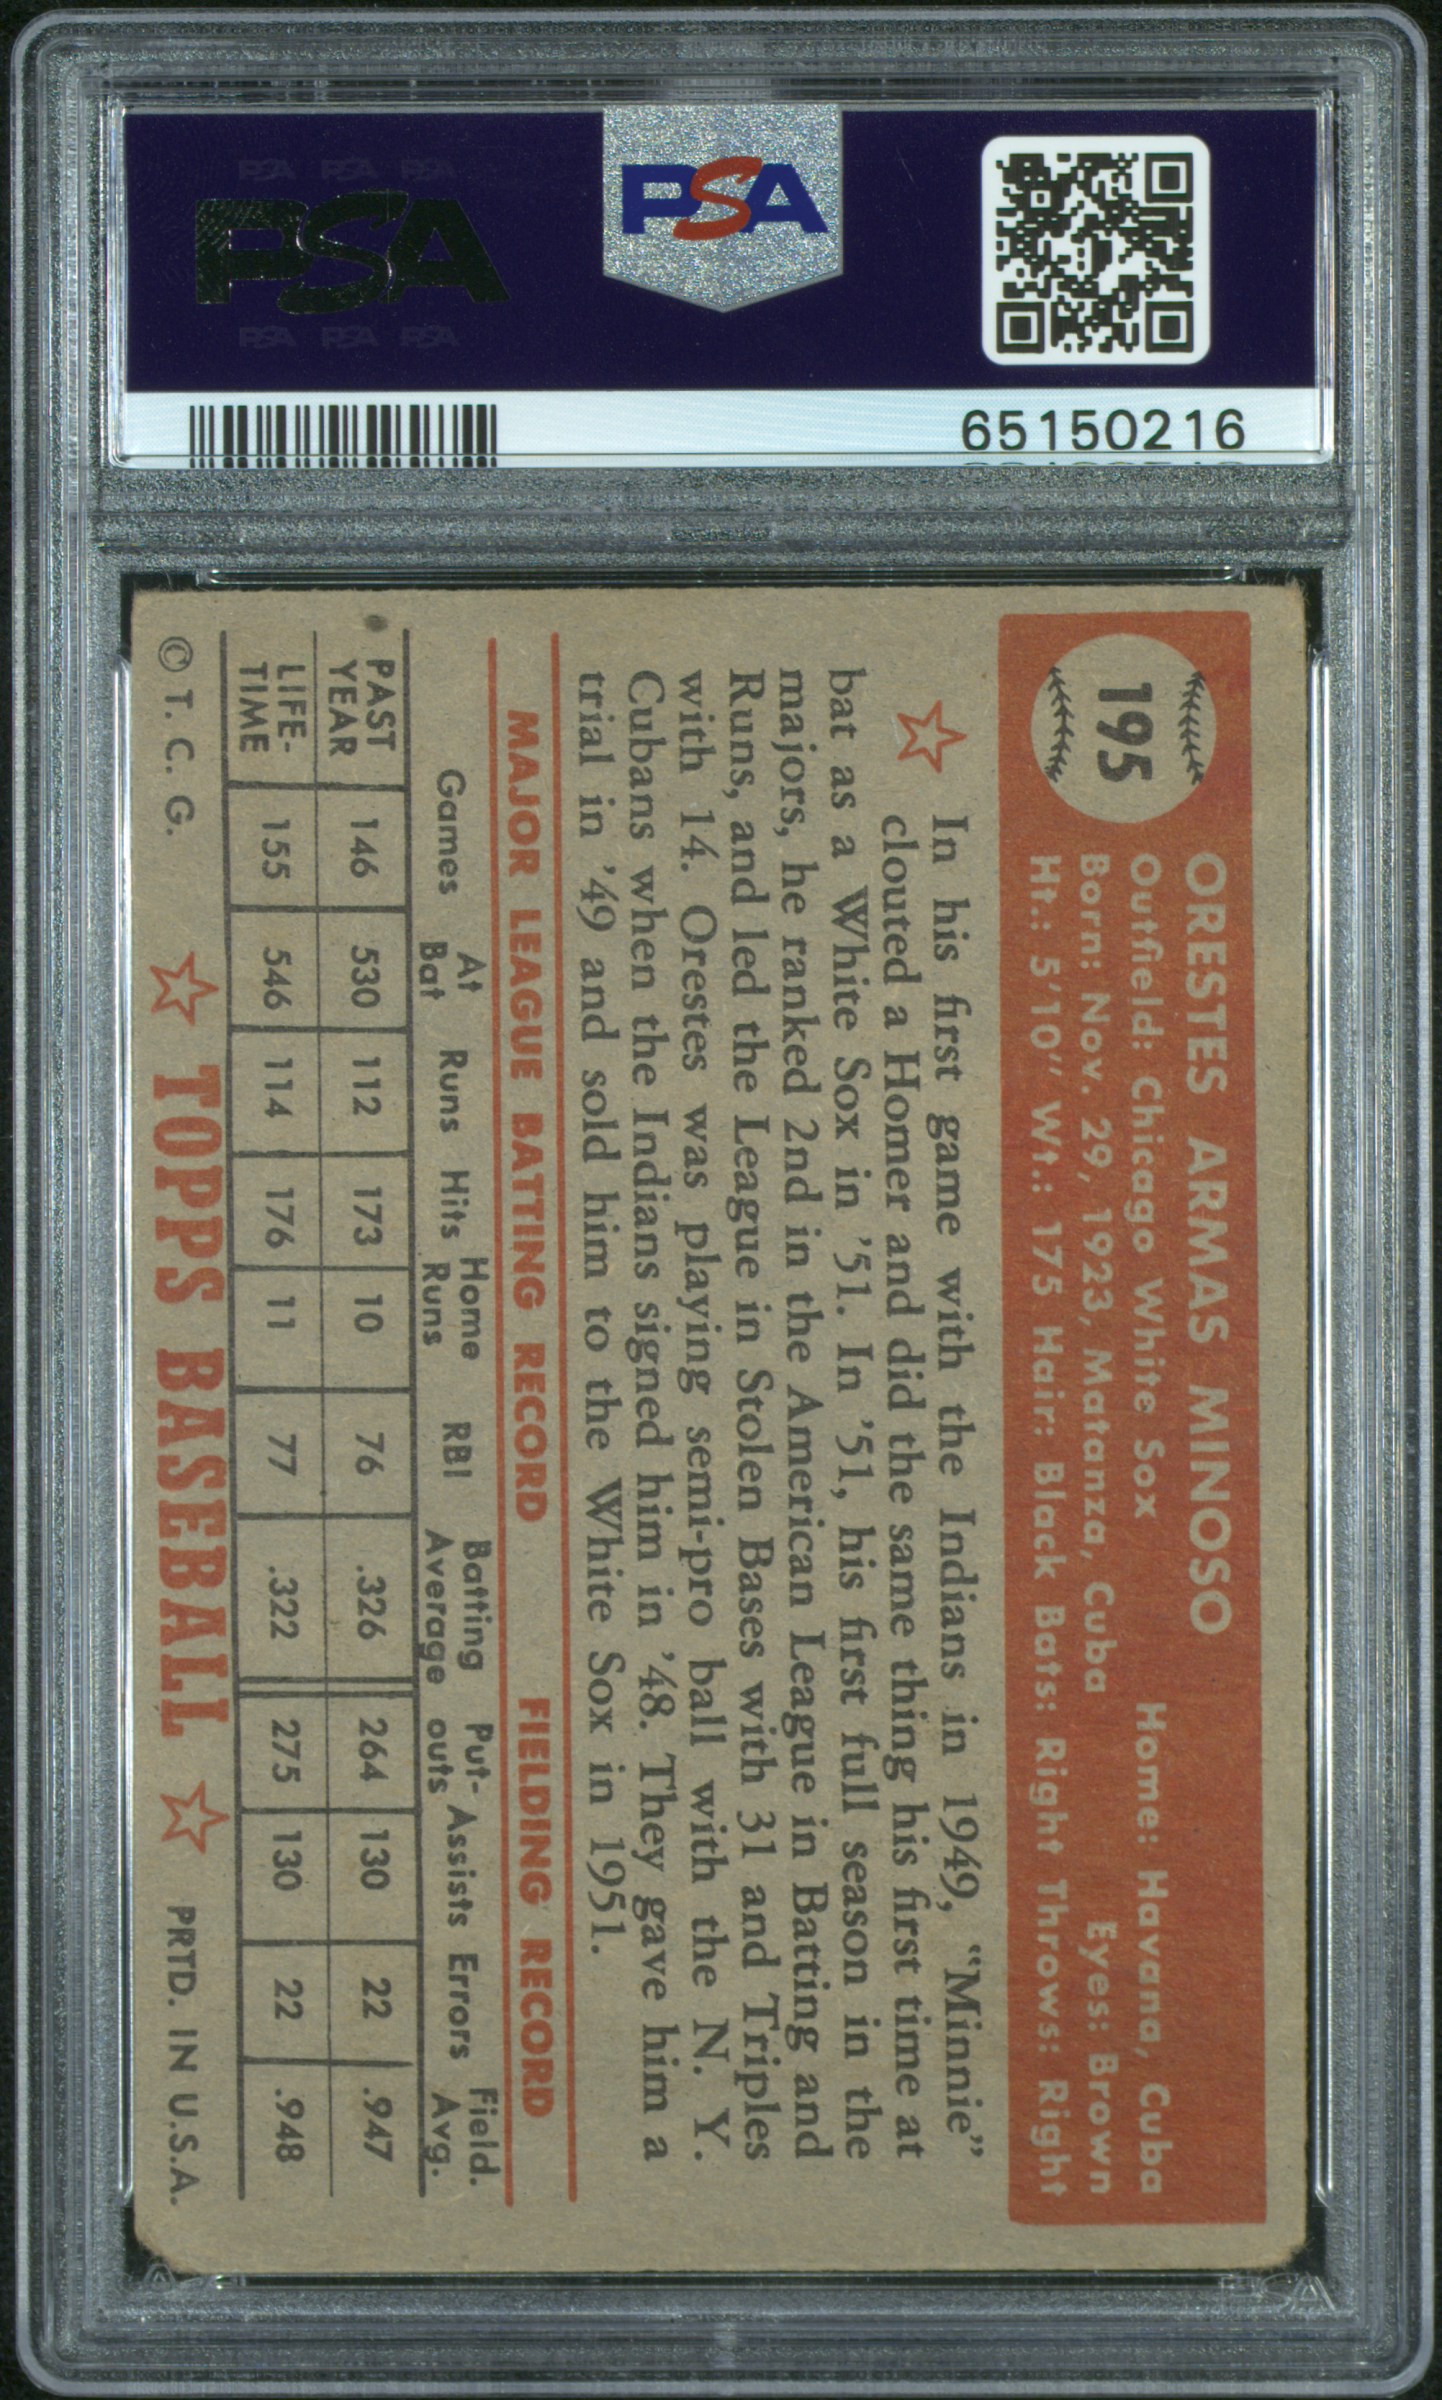 PSA PSA PSA
PSA
PSA PSA PSA
PSA
65150216
195
ORESTES ARMAS MINOSO
Outfield: Chicago White Sox Home: Havana, Cuba
Born: Nov. 29, 1923, Matanza, Cuba Eyes: Brown
Ht.: 5'10" Wt.: 175 Hair: Black Bats: Right Throws: Right
In his first game with the Indians in 1949, “Minnie”
clouted a Homer and did the same thing his first time at
bat as a White Sox in ’51. In ’51, his first full season in the
majors, he ranked 2nd in the American League in Batting and
Runs, and led the League in Stolen Bases with 31 and Triples
with 14. Orestes was playing semi-pro ball with the N. Y.
Cubans when the Indians signed him in ’48. They gave him a
trial in ’49 and sold him to the White Sox in 1951.
MAJOR LEAGUE BATTING RECORD FIELDING RECORD
Games At Bat Runs Hits Home Runs RBI Batting Average Put-outs Assists Errors Field. Avg.
PAST YEAR 146 530 112 173 10 76 .326 264 130 22 .947
LIFE-TIME 155 546 114 176 11 77 .322 275 130 22 .948
© T. C. G. TOPPS BASEBALL PRTD. IN U.S.A.
PSA